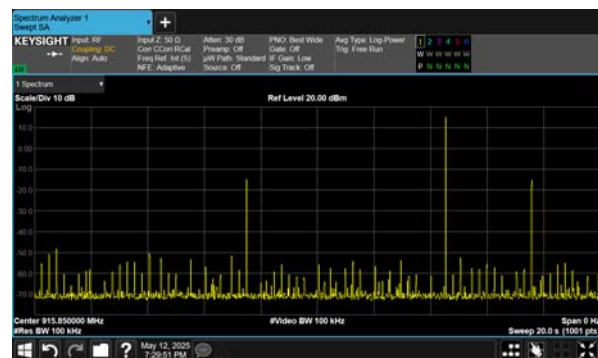 Spectrum Analyzer 1
Swept SA
KEYSIGHT
Input: RF
Coupling: DC
Align: Auto
Input Z: 50 Ω
Corr CCorr RCal
Freq Ref: Int (S)
NFE: Adaptive
Atten: 30 dB
Preamp: Off
µW Path: Standard
Source: Off
PNO: Best Wide
Gate: Off
IF Gain: Low
Sig Track: Off
Avg Type: Log-Power
Trig: Free Run
1 2 3 4 5 6
W W W W W W
P N N N N N
1 Spectrum
Scale/Div 10 dB
Ref Level 20.00 dBm
Log
10.0
0.00
-10.0
-20.0
-30.0
-40.0
-50.0
-60.0
-70.0
Center 915.850000 MHz
#Video BW 100 kHz
Span 0 Hz
#Res BW 100 kHz
Sweep 20.0 s (1001 pts
?
May 12, 2025
7:29:51 PM